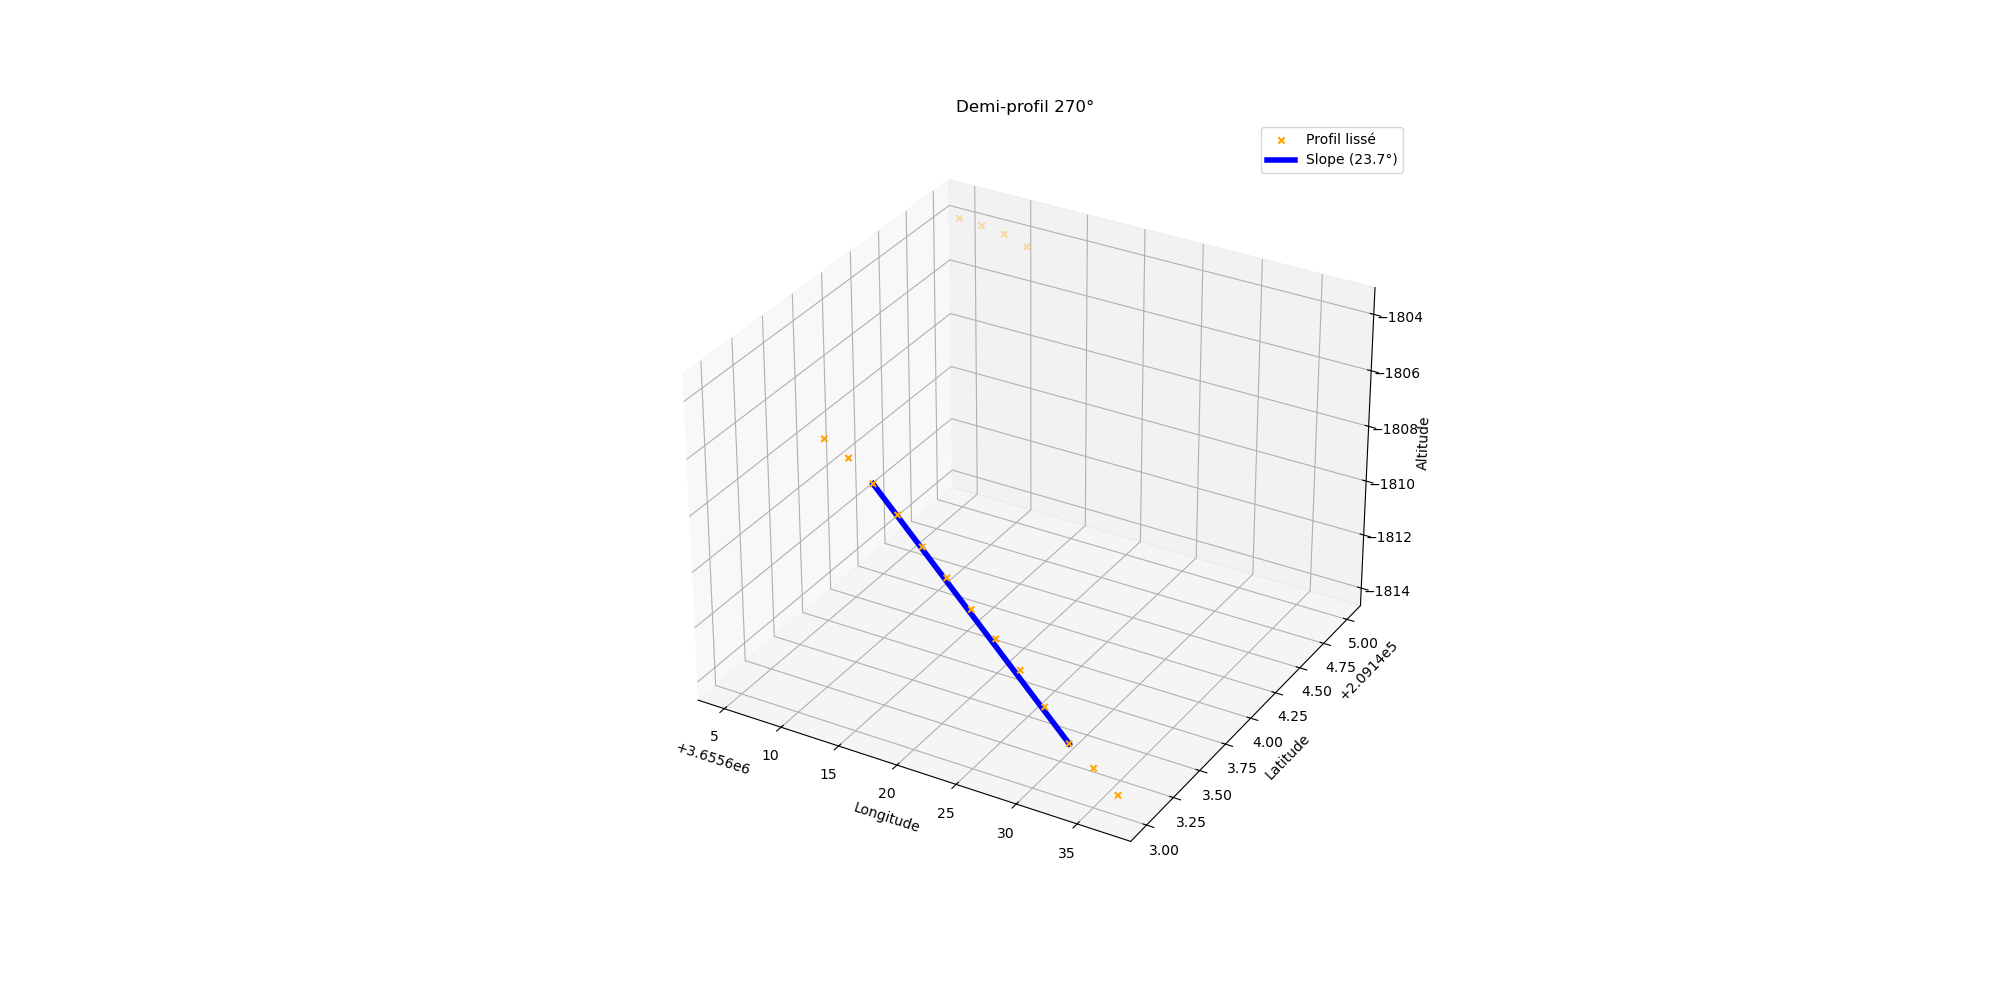 Demi-profil 270°
Profil lissé
Slope (23.7°)
−1804
−1806
−1808
−1810
−1812
−1814
Altitude
5.00
4.75
4.50
4.25
4.00
3.75
3.50
3.25
3.00
+2.0914e5
Latitude
5
10
15
20
25
30
35
+3.6556e6
Longitude